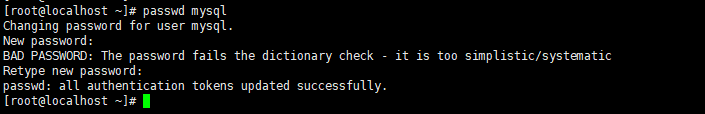 [root@localhost ~]# passwd mysql
Changing password for user mysql.
New password:
BAD PASSWORD: The password fails the dictionary check - it is too simplistic/systematic
Retype new password:
passwd: all authentication tokens updated successfully.
[root@localhost ~]#